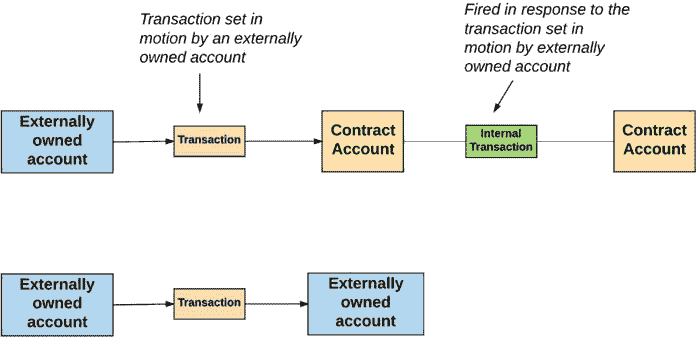 Transaction set in
motion by an externally
owned account
Fired in response to the
transaction set in
motion by externally
owned account
Externally
owned
account
Transaction
Contract
Account
Internal
Transaction
Contract
Account
Externally
owned
account
Transaction
Externally
owned
account